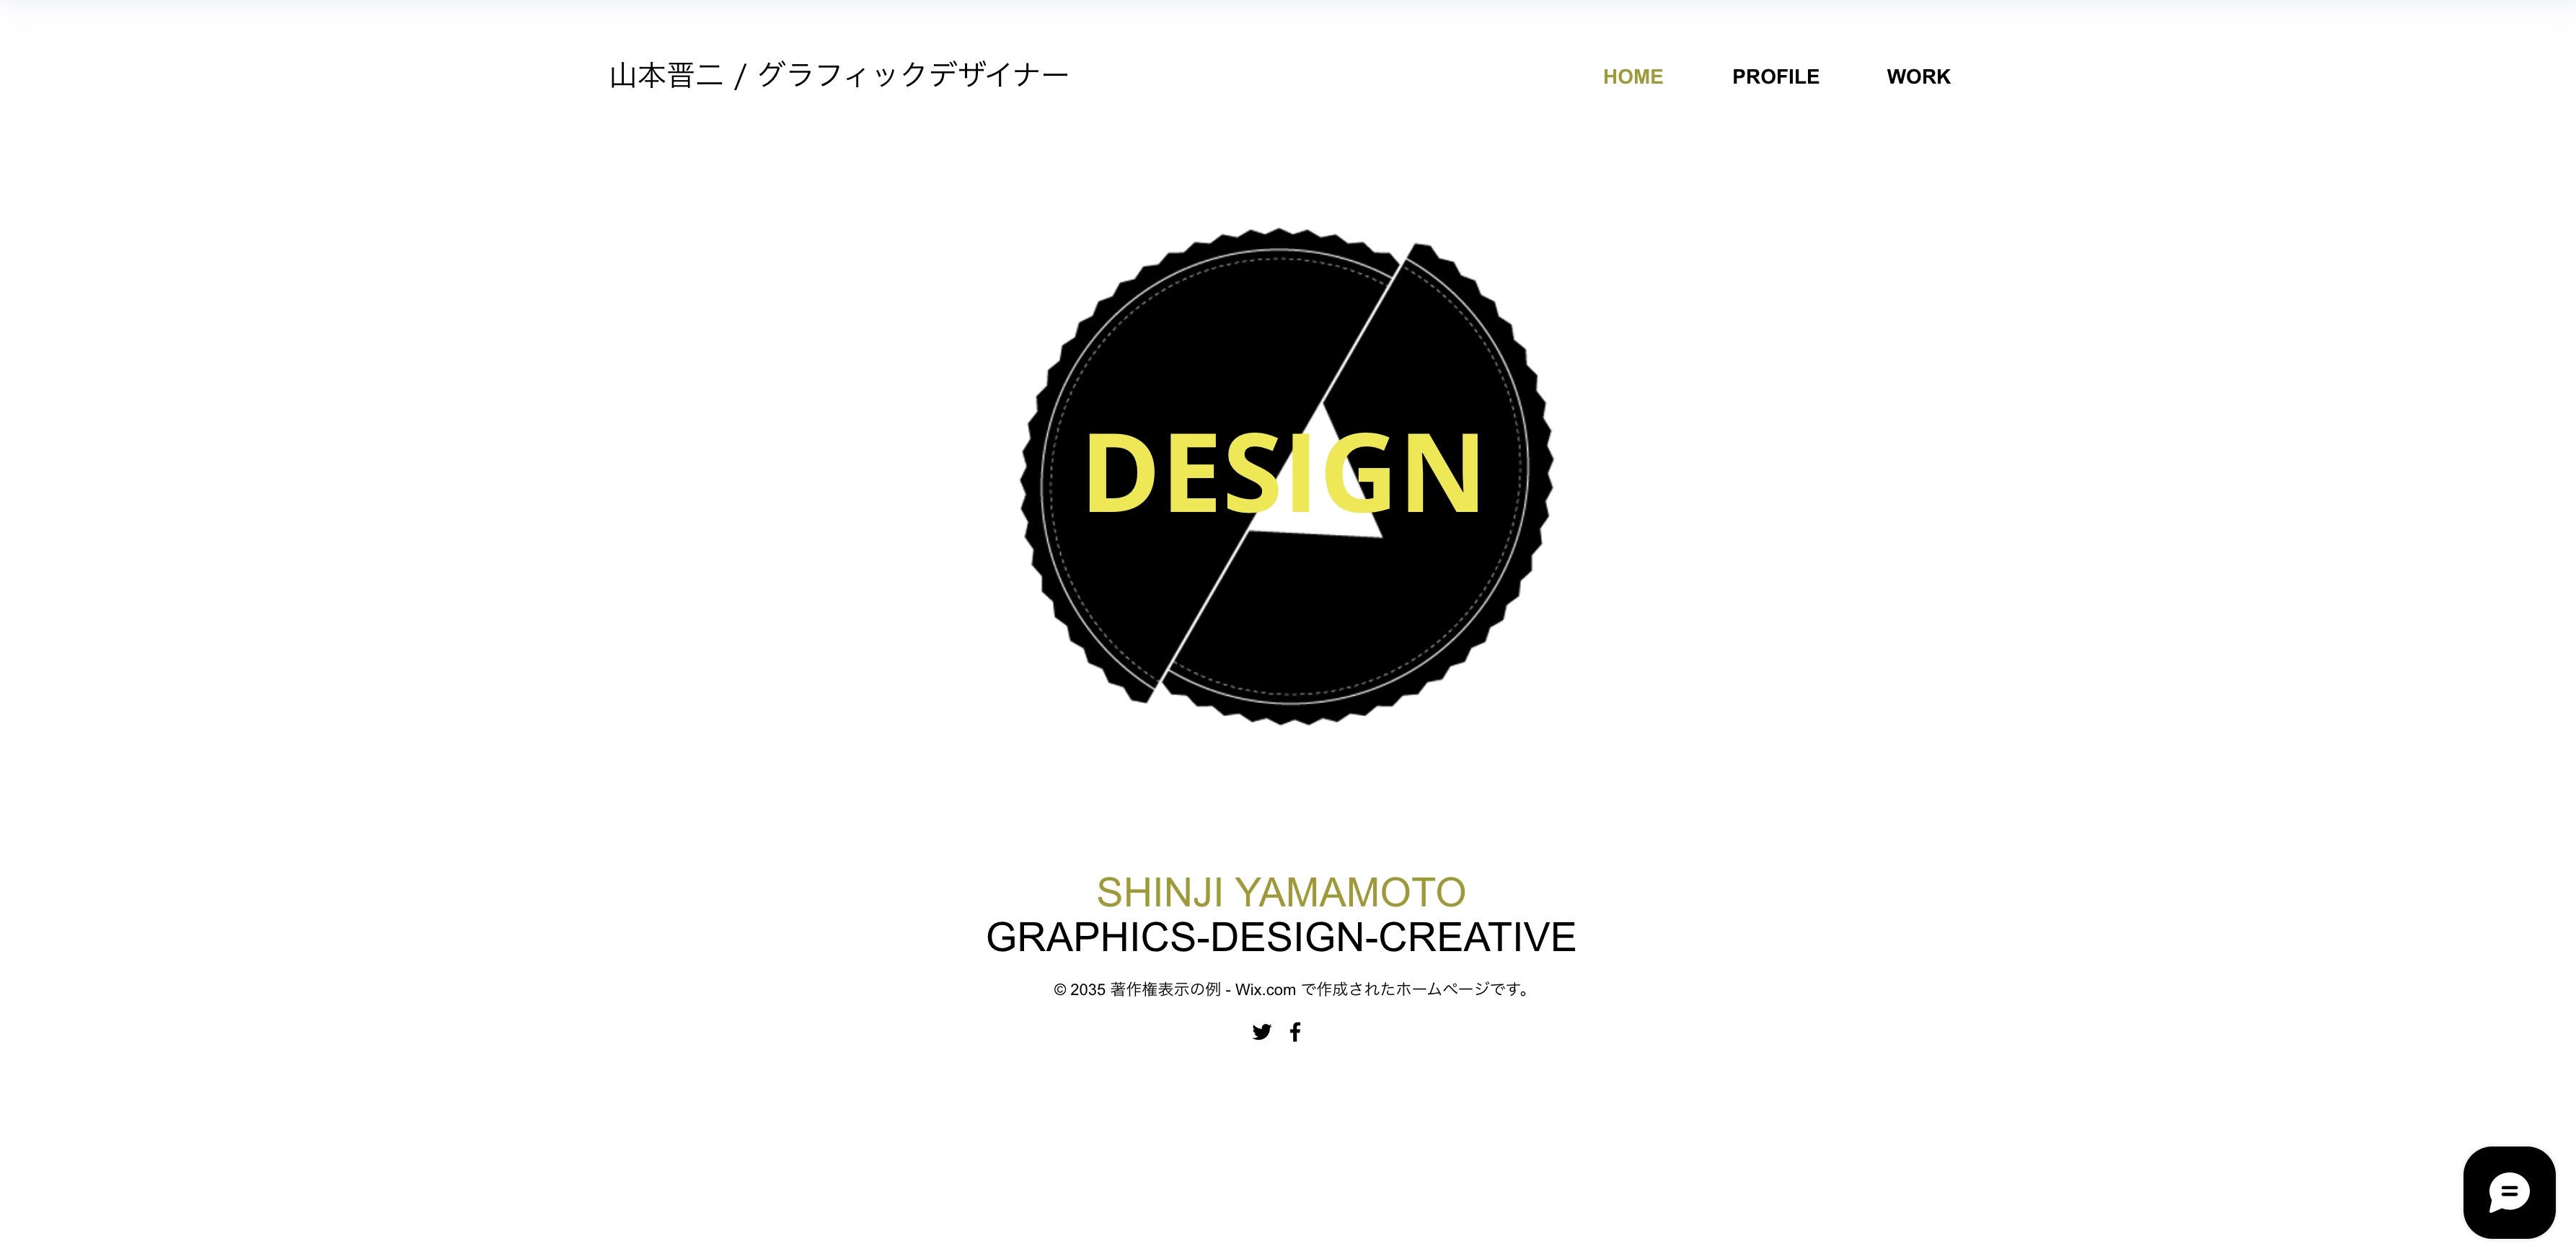 山本晋二 / グラフィックデザイナー
HOME PROFILE WORK
DESIGN
SHINJI YAMAMOTO
GRAPHICS-DESIGN-CREATIVE
© 2035 著作権表示の例 - Wix.com で作成されたホームページです。